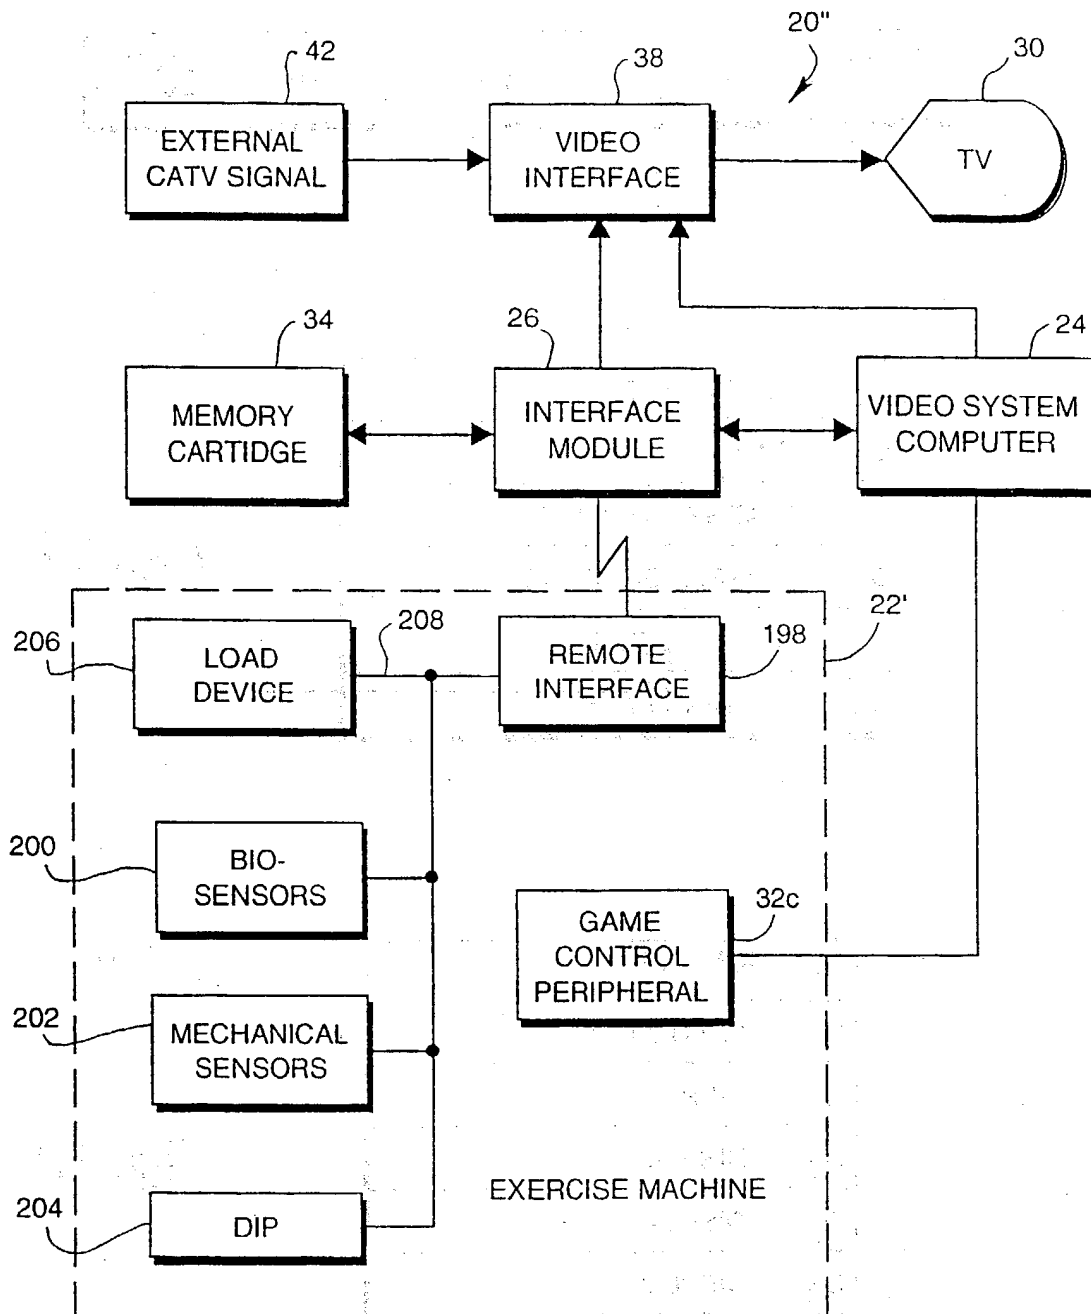 20"
42
38
30
EXTERNAL
CATV SIGNAL
VIDEO
INTERFACE
TV
34
26
24
MEMORY
CARTIDGE
INTERFACE
MODULE
VIDEO SYSTEM
COMPUTER
22'
206
LOAD
DEVICE
208
REMOTE
INTERFACE
198
200
BIO-
SENSORS
GAME
CONTROL
PERIPHERAL
32c
202
MECHANICAL
SENSORS
204
DIP
EXERCISE MACHINE